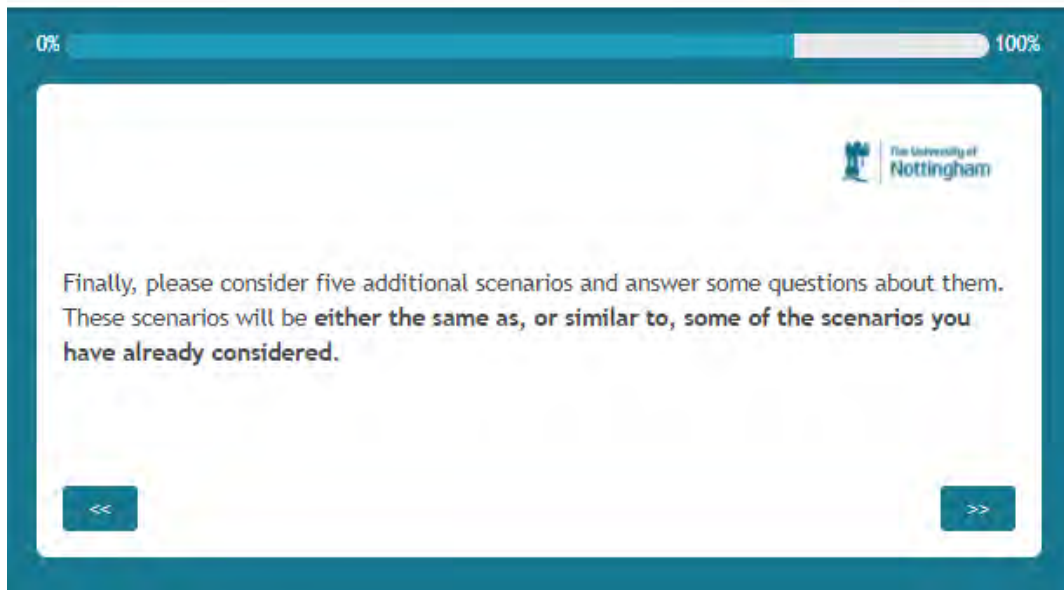 0% 100%
The University of
Nottingham
Finally, please consider five additional scenarios and answer some questions about them.
These scenarios will be either the same as, or similar to, some of the scenarios you
have already considered.
<< >>